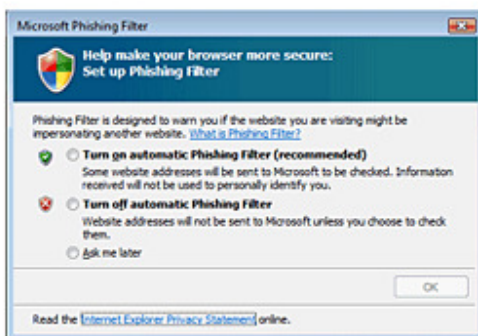 Microsoft Phishing Filter
Help make your browser more secure:
Set up Phishing Filter
Phishing Filter is designed to warn you if the website you are visiting might be
impersonating another website. What is Phishing Filter?
Turn on automatic Phishing Filter (recommended)
Some website addresses will be sent to Microsoft to be checked. Information
received will not be used to personally identify you.
Turn off automatic Phishing Filter
Website addresses will not be sent to Microsoft unless you choose to check
them.
Ask me later
OK
Read the Internet Explorer Privacy Statement online.